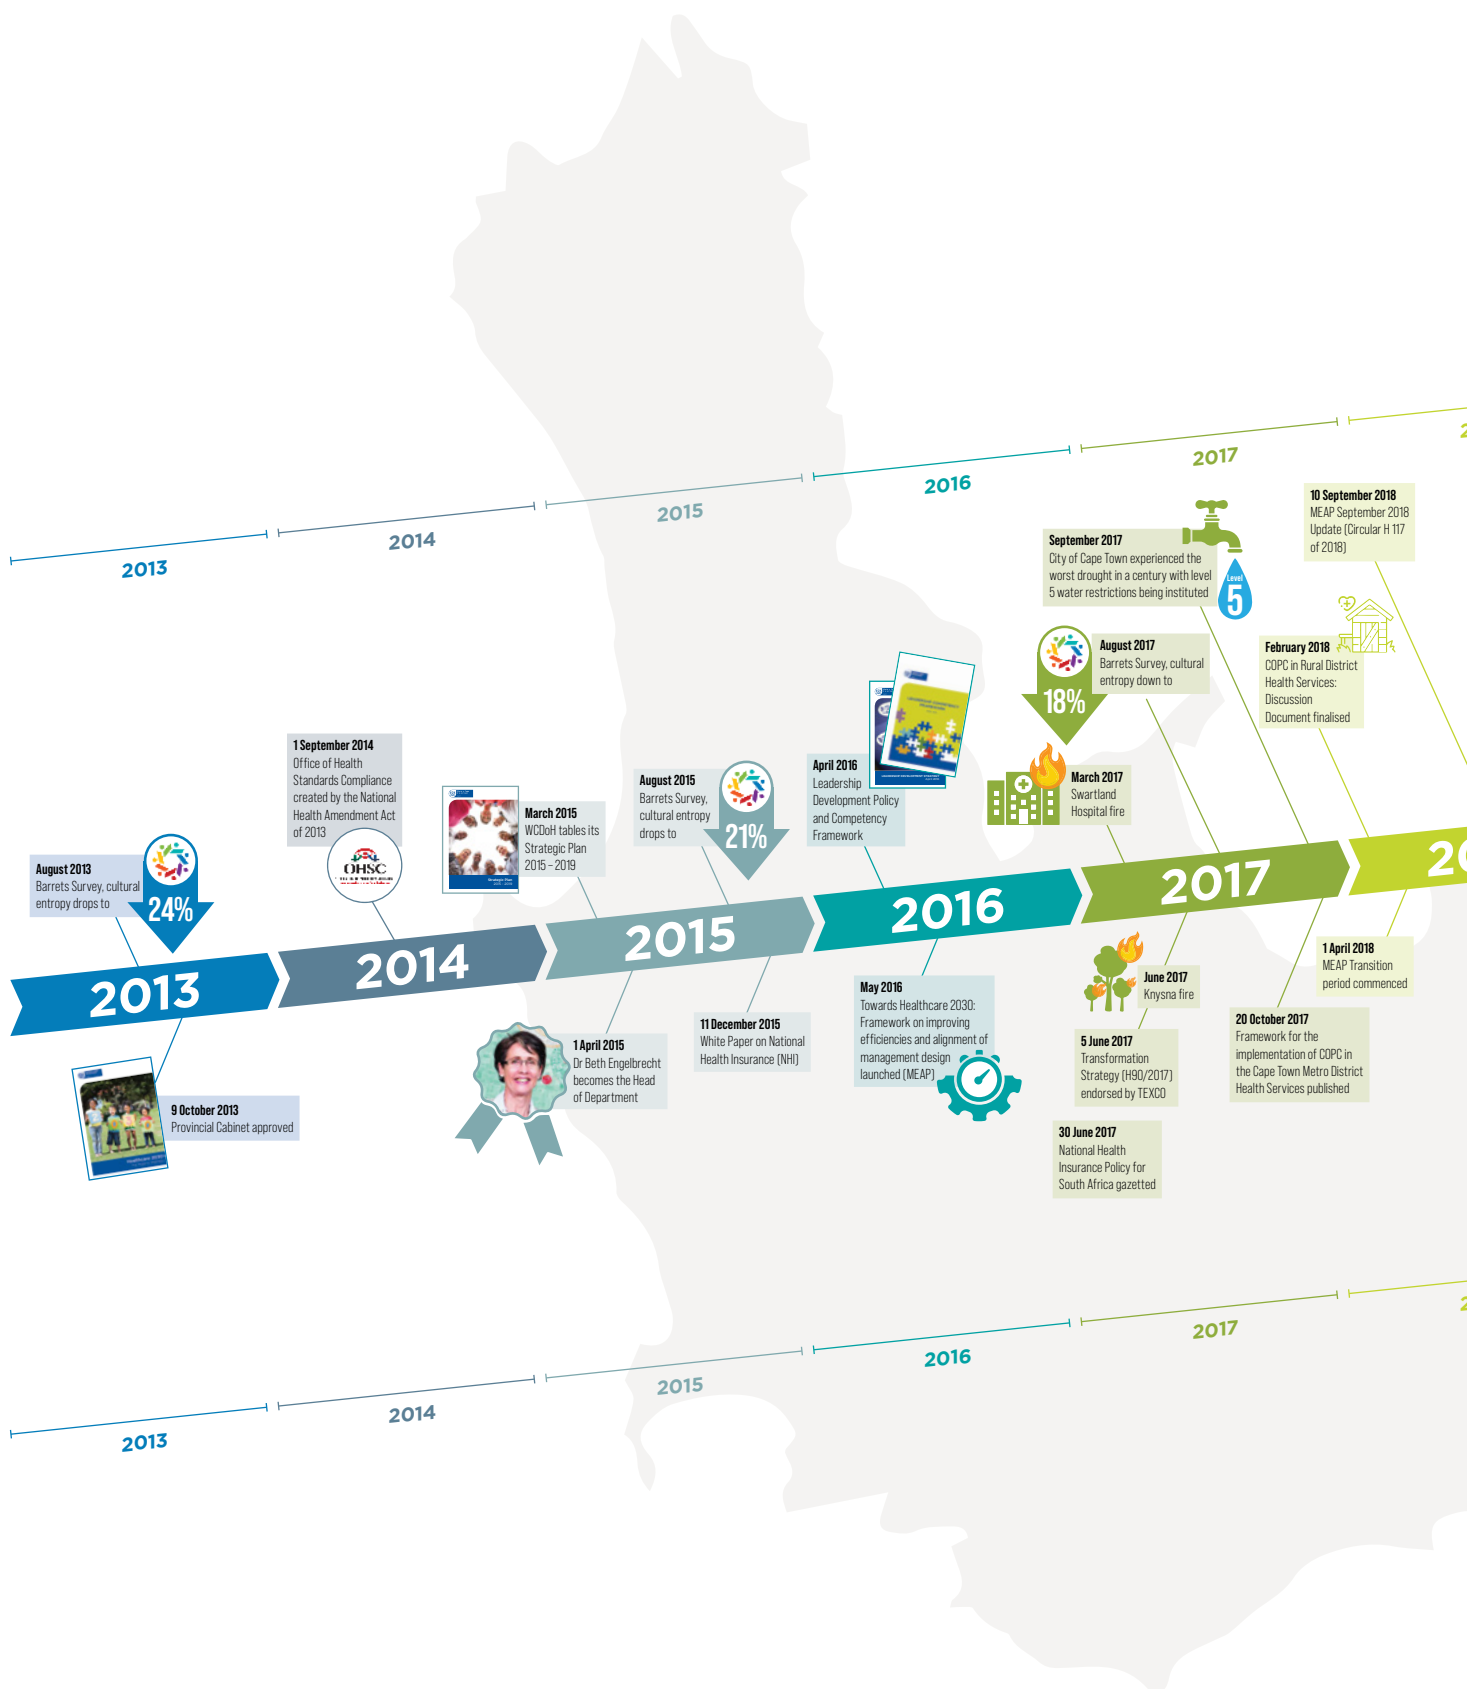 2013
2014
2015
2016
2017
August 2013
Barrets Survey, cultural
entropy drops to
24%
1 September 2014
Office of Health
Standards Compliance
created by the National
Health Amendment Act
of 2013
OHSC
March 2015
WCDoH tables its
Strategic Plan
2015 – 2019
Strategic Plan
August 2015
Barrets Survey,
cultural entropy
drops to
21%
April 2016
Leadership
Development Policy
and Competency
Framework
March 2017
Swartland
Hospital fire
August 2017
Barrets Survey, cultural
entropy down to
18%
September 2017
City of Cape Town experienced the
worst drought in a century with level
5 water restrictions being instituted
Level
5
February 2018
COPC in Rural District
Health Services:
Discussion
Document finalised
10 September 2018
MEAP September 2018
Update (Circular H 117
of 2018)
2013
2014
2015
2016
2017
20
9 October 2013
Provincial Cabinet approved
1 April 2015
Dr Beth Engelbrecht
becomes the Head
of Department
11 December 2015
White Paper on National
Health Insurance (NHI)
May 2016
Towards Healthcare 2030:
Framework on improving
efficiencies and alignment of
management design
launched (MEAP)
June 2017
Knysna fire
5 June 2017
Transformation
Strategy (H90/2017)
endorsed by TEXCO
30 June 2017
National Health
Insurance Policy for
South Africa gazetted
20 October 2017
Framework for the
implementation of COPC in
the Cape Town Metro District
Health Services published
1 April 2018
MEAP Transition
period commenced
2013
2014
2015
2016
2017